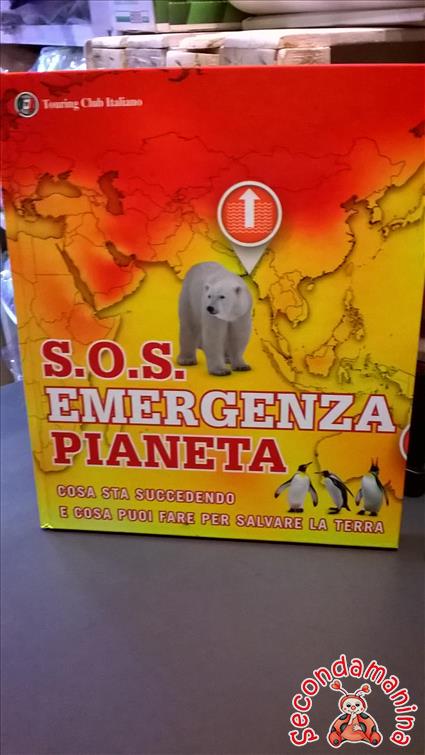 Touring Club Italiano
S.O.S.
EMERGENZA
PIANETA
COSA STA SUCCEDENDO
E COSA PUOI FARE PER SALVARE LA TERRA
secondamanina